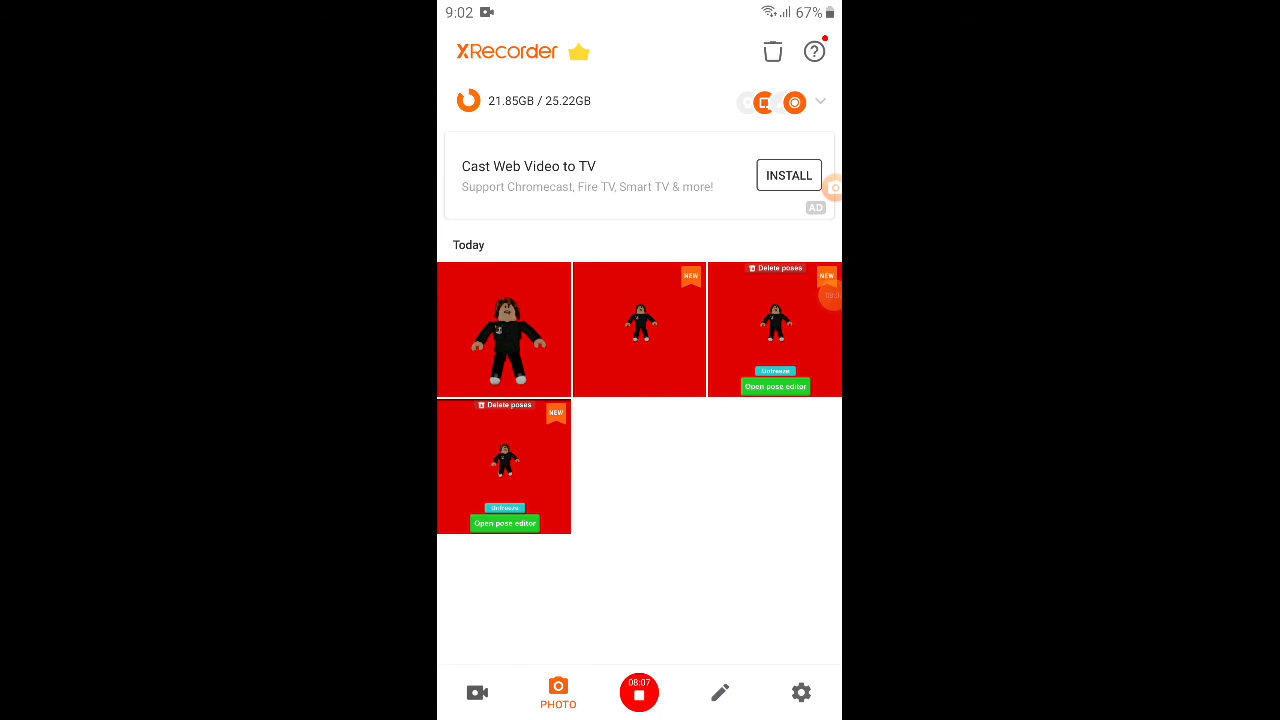 9:02
67%
XRecorder
21.85GB / 25.22GB
Cast Web Video to TV
Support Chromecast, Fire TV, Smart TV & more!
INSTALL
AD
Today
NEW
Delete poses
NEW
08:0
Unfreeze
Open pose editor
Delete poses
NEW
Unfreeze
Open pose editor
08:07
PHOTO